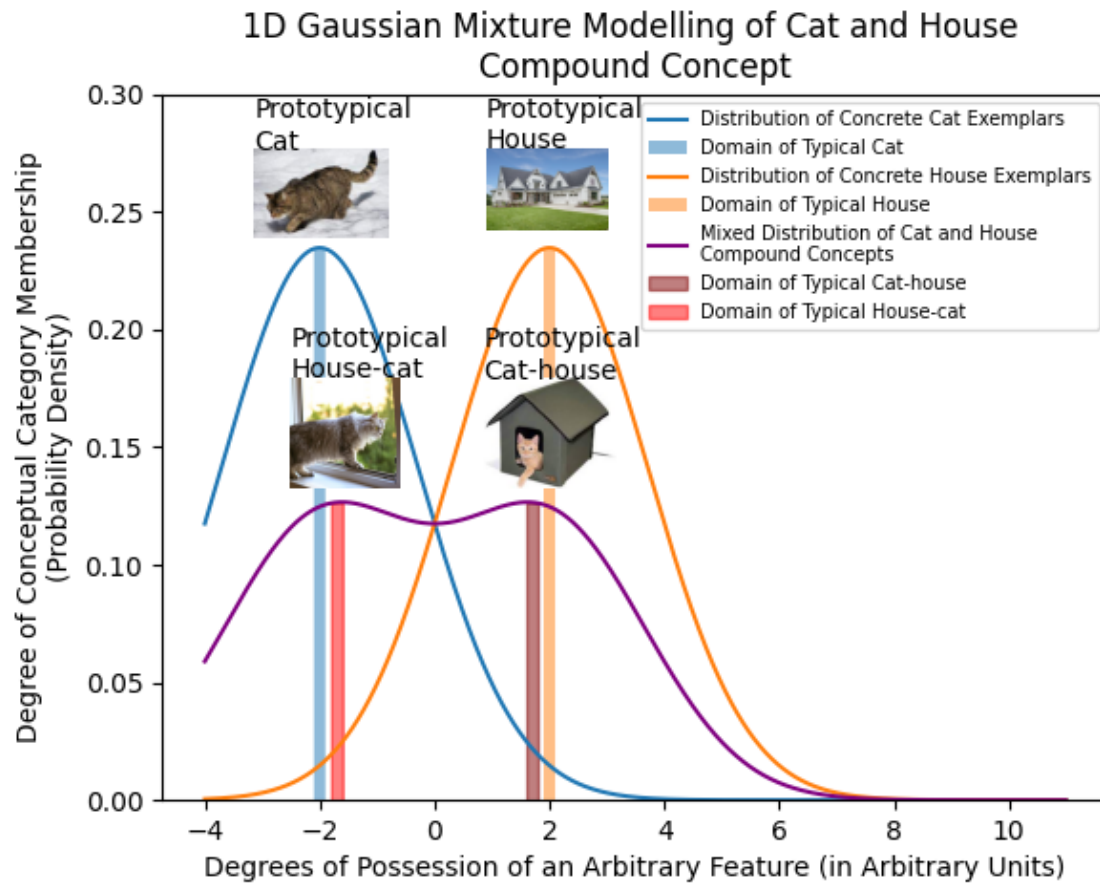 1D Gaussian Mixture Modelling of Cat and House
Compound Concept
Prototypical
Cat
Prototypical
House
Distribution of Concrete Cat Exemplars
Domain of Typical Cat
Distribution of Concrete House Exemplars
Domain of Typical House
Mixed Distribution of Cat and House
Compound Concepts
Domain of Typical Cat-house
Domain of Typical House-cat
Prototypical
House-cat
Prototypical
Cat-house
Degree of Conceptual Category Membership
(Probability Density)
0.30
0.25
0.20
0.15
0.10
0.05
0.00
−4 −2 0 2 4 6 8 10
Degrees of Possession of an Arbitrary Feature (in Arbitrary Units)